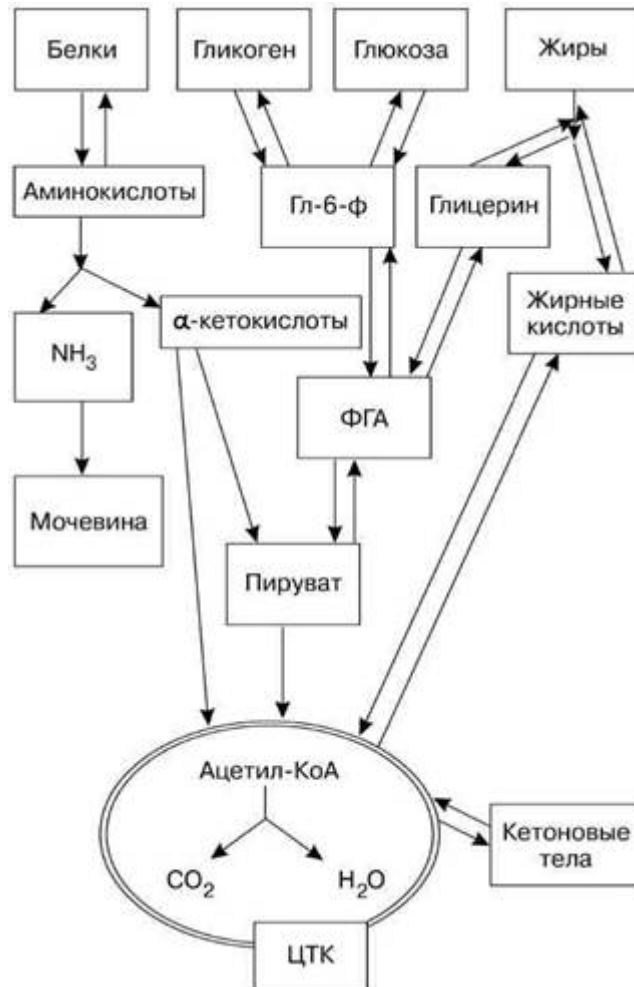 Белки
Гликоген
Глюкоза
Жиры
Аминокислоты
Гл-6-ф
Глицерин
NH₃
α-кетокислоты
Жирные
кислоты
ФГА
Мочевина
Пируват
Ацетил-КоА
CO₂
H₂O
Кетоновые
тела
ЦТК